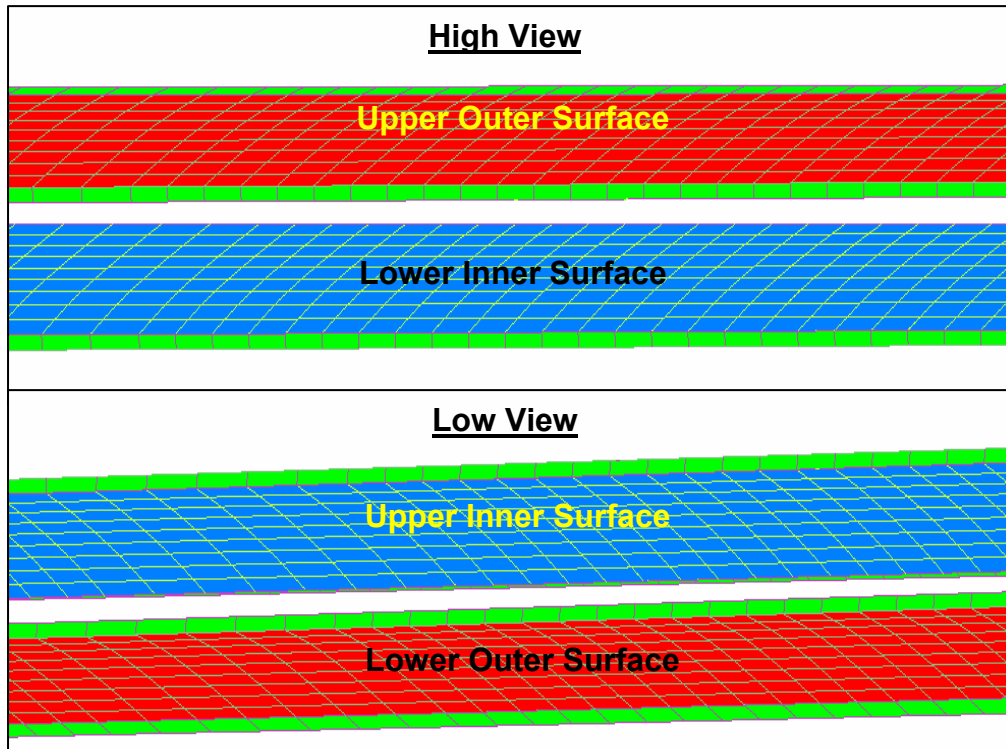 High View
Upper Outer Surface
Lower Inner Surface
Low View
Upper Inner Surface
Lower Outer Surface